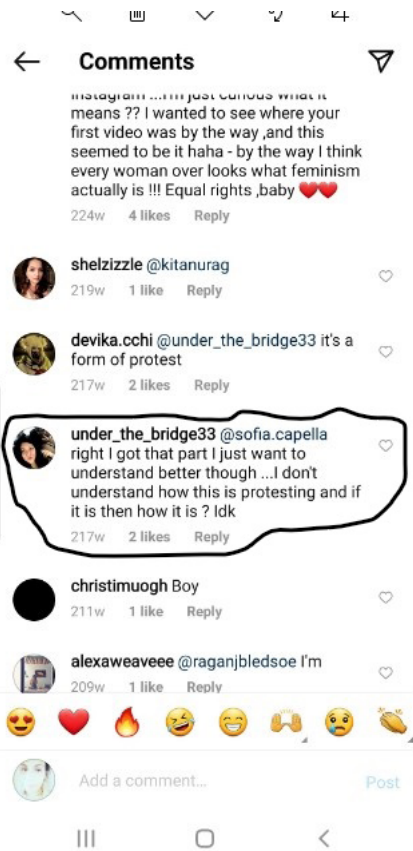 Comments
instagram ...I'm just curious what it
means ?? I wanted to see where your
first video was by the way ,and this
seemed to be it haha - by the way I think
every woman over looks what feminism
actually is !!! Equal rights ,baby ❤️❤️
224w 4 likes Reply
shelzizzle @kitanurag
219w 1 like Reply
devika.cchi @under_the_bridge33 it's a
form of protest
217w 2 likes Reply
under_the_bridge33 @sofia.capella
right I got that part I just want to
understand better though ...I don't
understand how this is protesting and if
it is then how it is ? Idk
217w 2 likes Reply
christimuogh Boy
211w 1 like Reply
alexaweaveee @raganjbledsoe I'm
209w 1 like Reply
Add a comment... Post